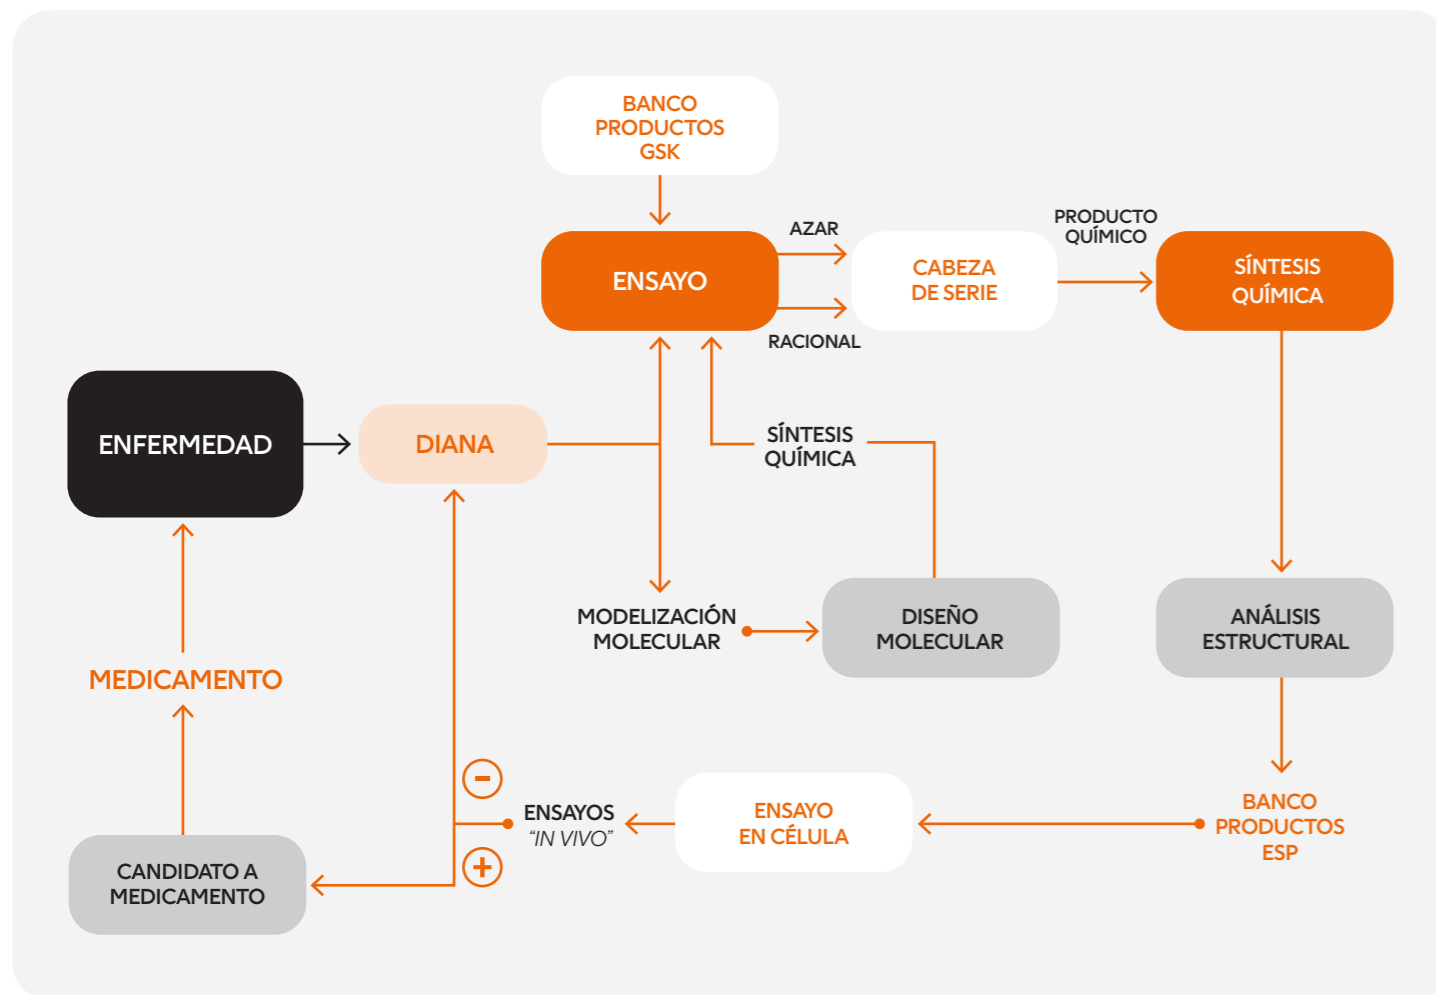 BANCO
PRODUCTOS
GSK
ENSAYO
AZAR
RACIONAL
CABEZA
DE SERIE
PRODUCTO
QUÍMICO
SÍNTESIS
QUÍMICA
ENFERMEDAD
DIANA
SÍNTESIS
QUÍMICA
MODELIZACIÓN
MOLECULAR
DISEÑO
MOLECULAR
ANÁLISIS
ESTRUCTURAL
MEDICAMENTO
-
+
ENSAYOS
“IN VIVO”
ENSAYO
EN CÉLULA
BANCO
PRODUCTOS
ESP
CANDIDATO A
MEDICAMENTO